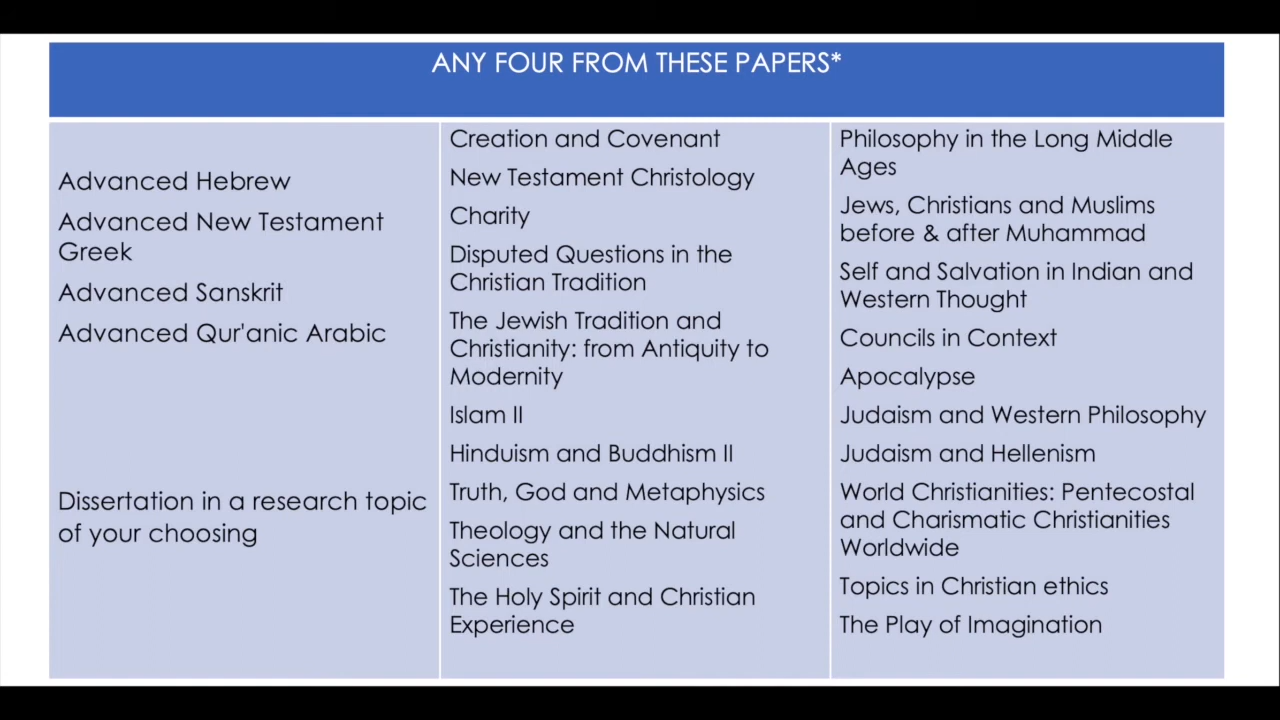 ANY FOUR FROM THESE PAPERS*
Advanced Hebrew
Advanced New Testament
Greek
Advanced Sanskrit
Advanced Qur'anic Arabic
Dissertation in a research topic
of your choosing
Creation and Covenant
New Testament Christology
Charity
Disputed Questions in the
Christian Tradition
The Jewish Tradition and
Christianity: from Antiquity to
Modernity
Islam II
Hinduism and Buddhism II
Truth, God and Metaphysics
Theology and the Natural
Sciences
The Holy Spirit and Christian
Experience
Philosophy in the Long Middle
Ages
Jews, Christians and Muslims
before & after Muhammad
Self and Salvation in Indian and
Western Thought
Councils in Context
Apocalypse
Judaism and Western Philosophy
Judaism and Hellenism
World Christianities: Pentecostal
and Charismatic Christianities
Worldwide
Topics in Christian ethics
The Play of Imagination